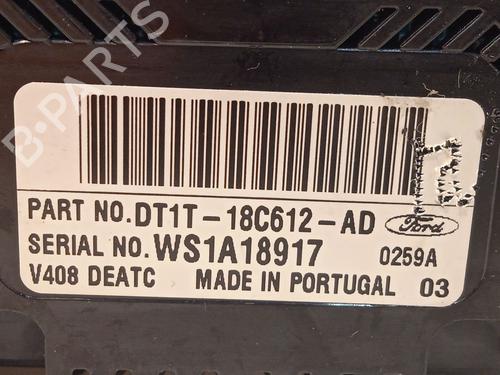 B-PARTS
PART NO. DT1T-18C612-AD Ford
SERIAL NO. WS1A18917 0259A
V408 DEATC MADE IN PORTUGAL 03